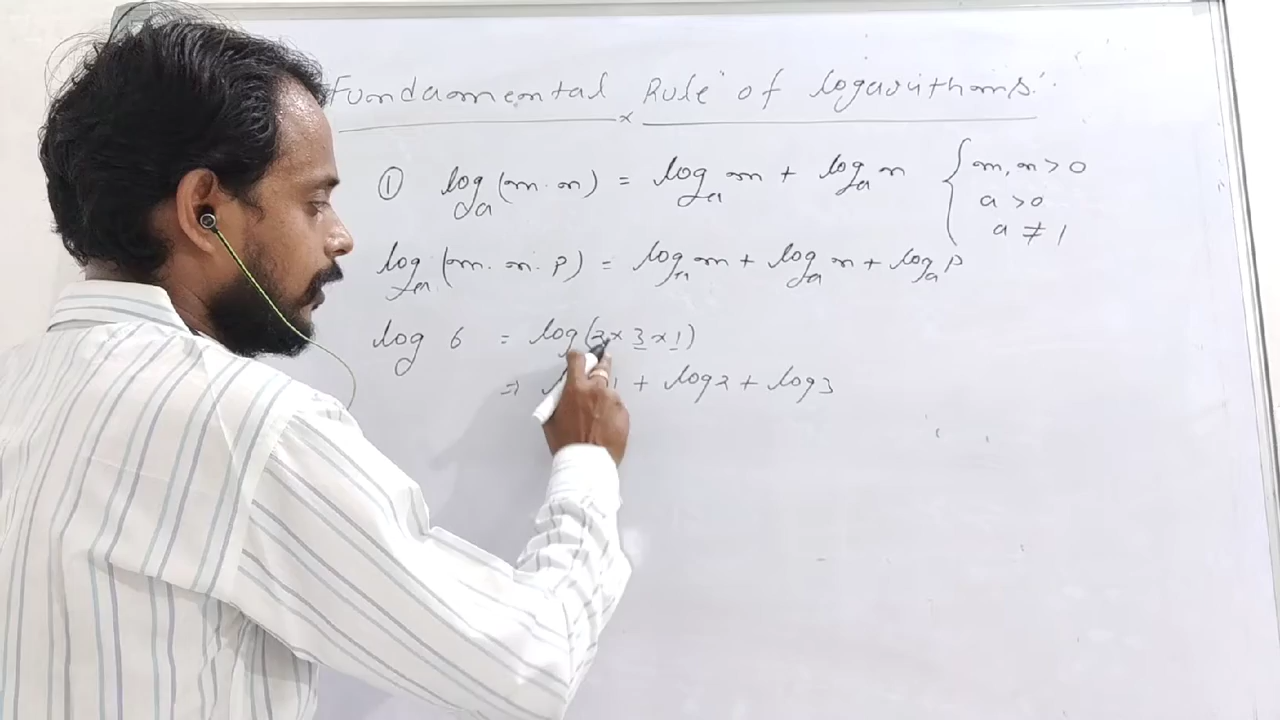 Fundamental Rule of logarithms:
① logₐ(m·n) = logₐm + logₐn { m, n > 0
a > 0
a ≠ 1
logₐ(m·n·p) = logₐm + logₐn + logₐp
log 6 = log(2×3×1)
⇒ 1 + log2 + log3